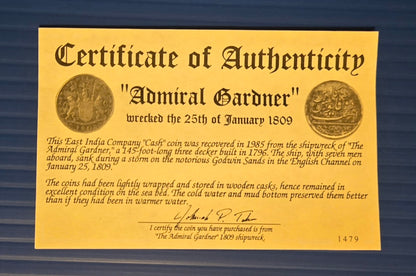 Certificate of Authenticity
"Admiral Gardner"
wrecked the 25th of January 1809
This East India Company "Cash" coin was recovered in 1985 from the shipwreck of "The
Admiral Gardner," a 145-foot-long three decker built in 1796. The ship, with seven men
aboard, sank during a storm on the notorious Godwin Sands in the English Channel on
January 25, 1809."
The coins had been lightly wrapped and stored in wooden casks, hence remained in
excellent condition on the sea bed. The cold water and mud bottom preserved them better
than if they had been in warmer water.
I certify the coin you have purchased is from
"The Admiral Gardner" 1809 shipwreck,
1479